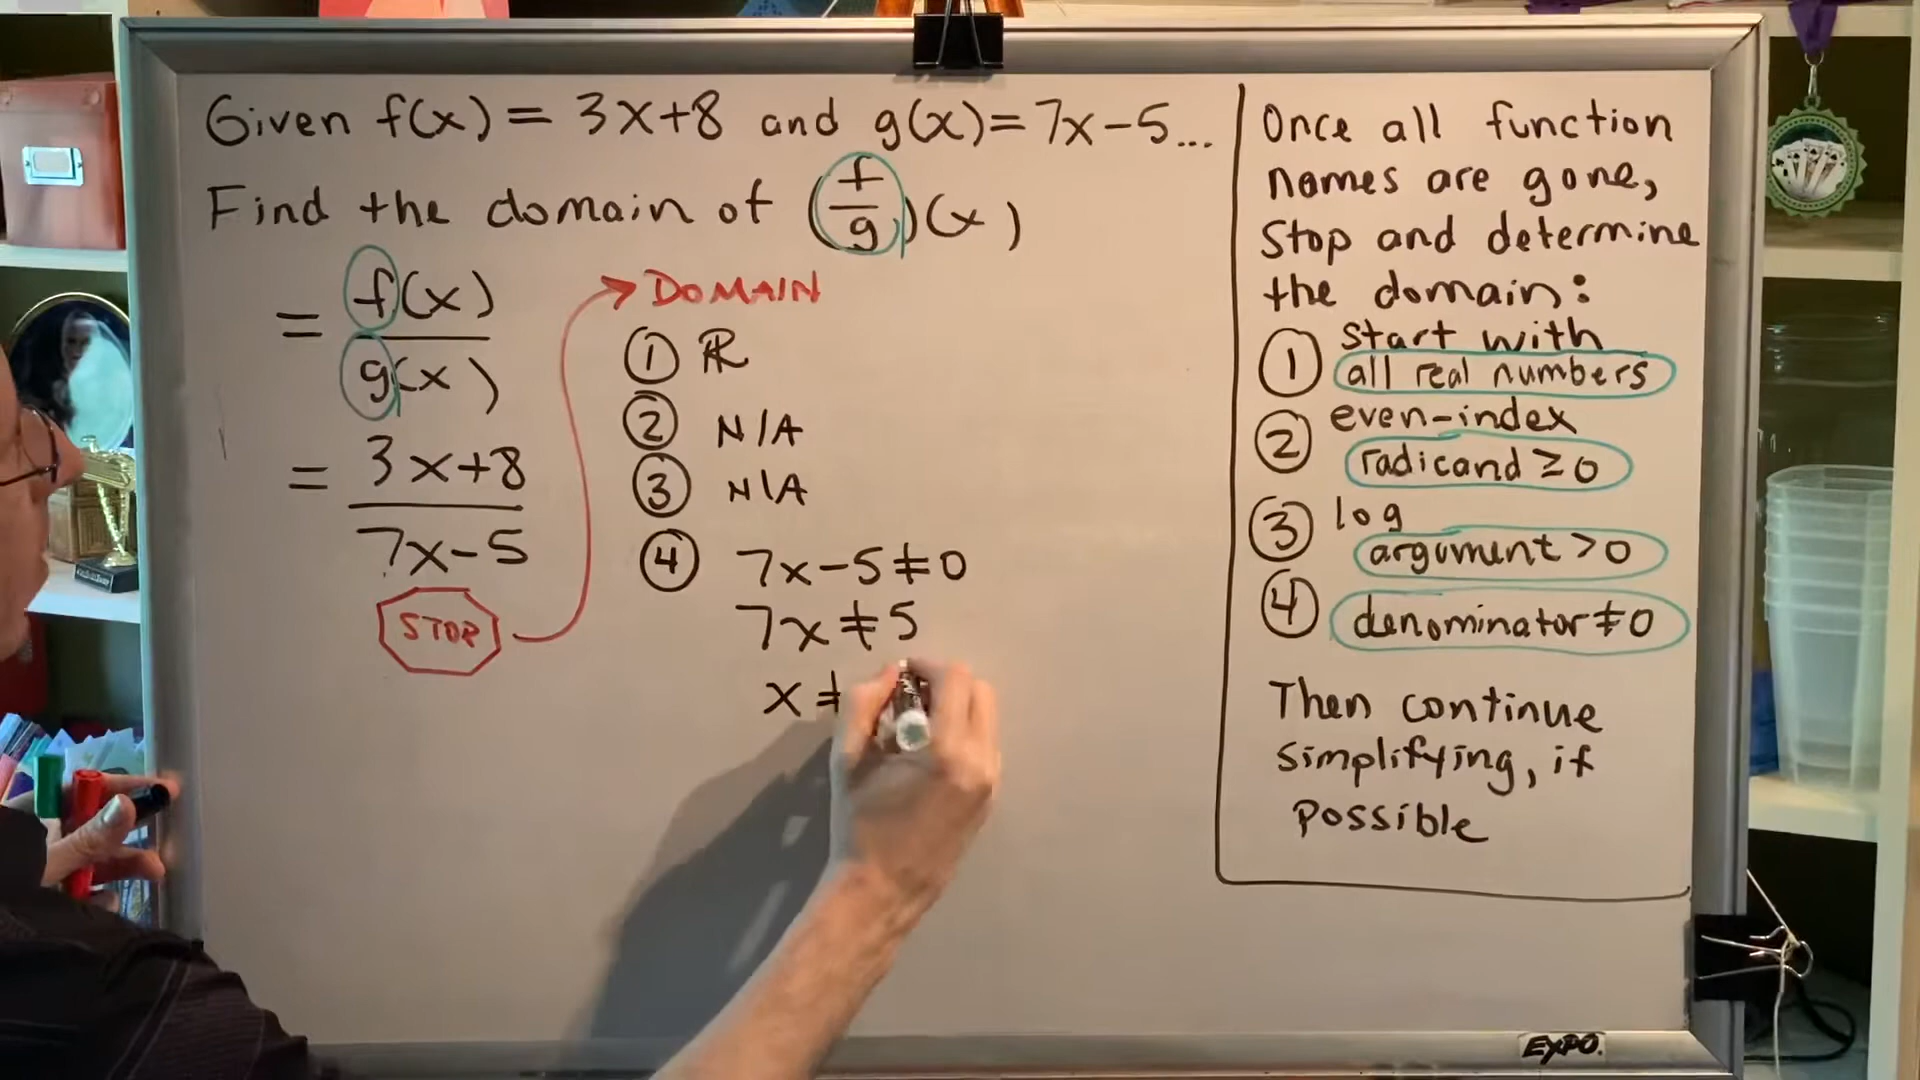 Given f(x) = 3x+8 and g(x)=7x-5...
Find the domain of (f/g)(x)
= f(x)/g(x)
= 3x+8/7x-5
STOP
DOMAIN
① ℝ
② N/A
③ N/A
④ 7x-5≠0
7x≠5
x≠
Once all function
names are gone,
Stop and determine
the domain:
① start with
all real numbers
② even-index
radicand ≥0
③ log
argument >0
④ denominator≠0
Then continue
simplifying, if
possible
EXPO.